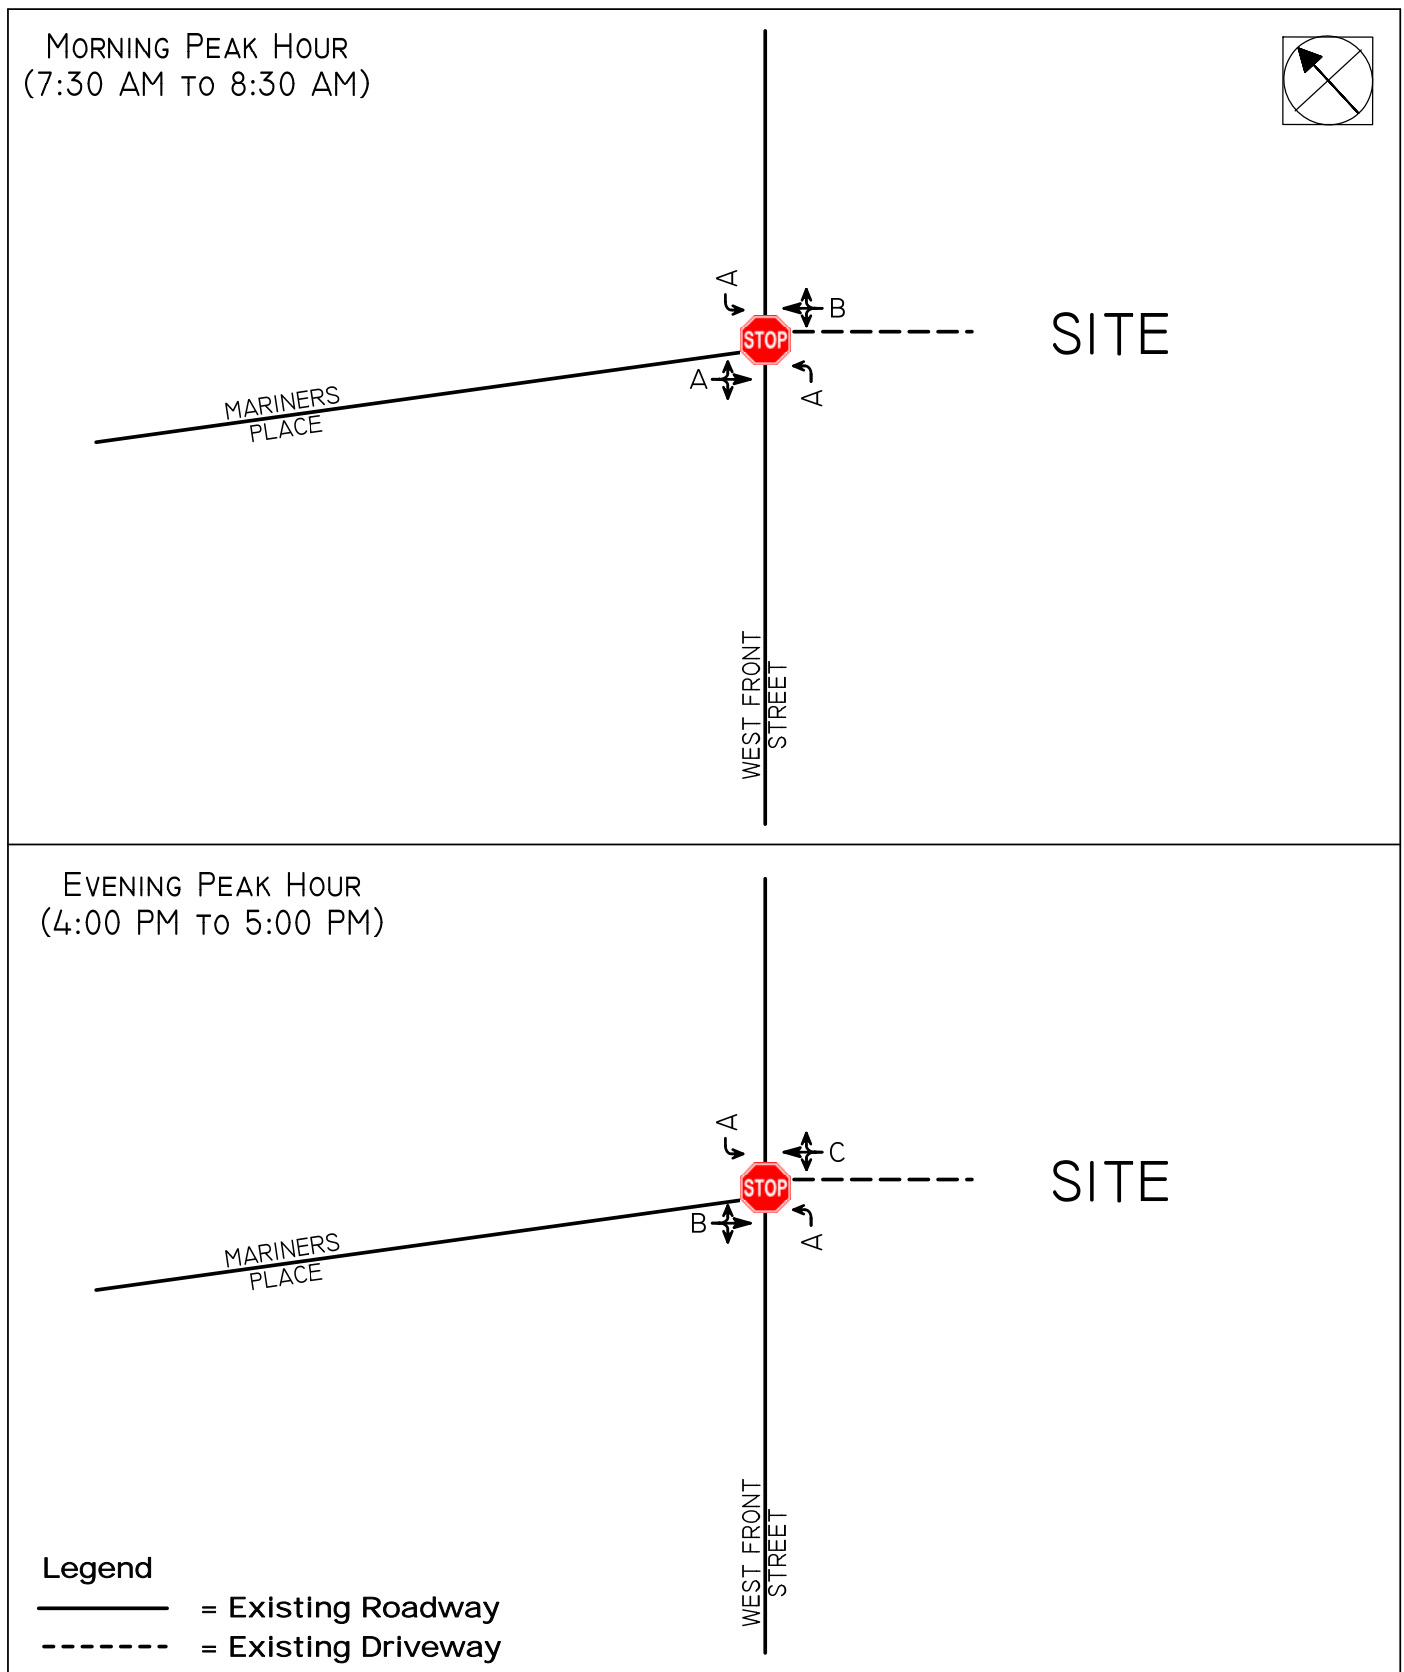 MORNING PEAK HOUR
(7:30 AM TO 8:30 AM)
A
B
STOP
SITE
A
A
MARINERS
PLACE
WEST FRONT
STREET
EVENING PEAK HOUR
(4:00 PM TO 5:00 PM)
A
C
STOP
SITE
B
A
MARINERS
PLACE
WEST FRONT
STREET
Legend
= Existing Roadway
= Existing Driveway